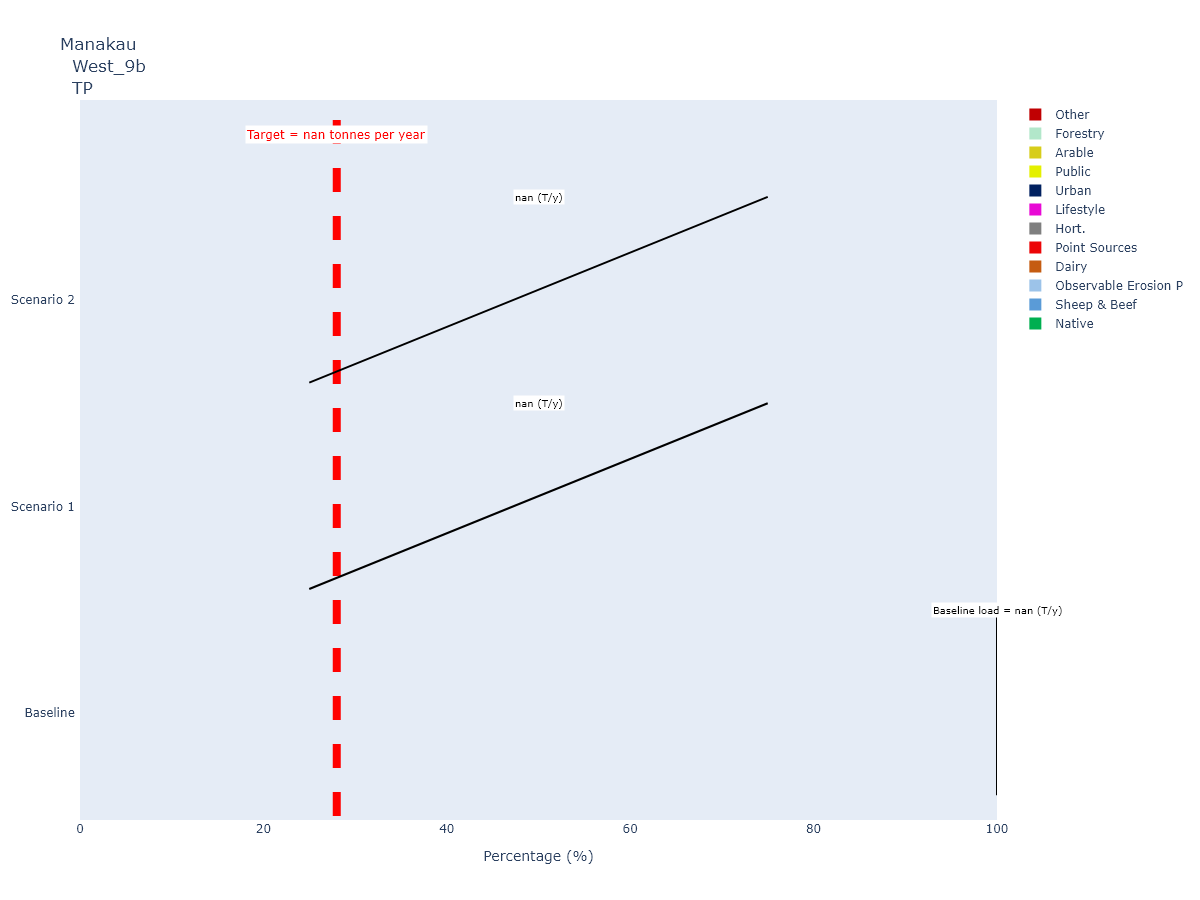 Manakau
West_9b
TP
Target = nan tonnes per year
nan (T/y)
Scenario 2
nan (T/y)
Scenario 1
Baseline load = nan (T/y)
Baseline
0 20 40 60 80 100
Percentage (%)
Other
Forestry
Arable
Public
Urban
Lifestyle
Hort.
Point Sources
Dairy
Observable Erosion P
Sheep & Beef
Native